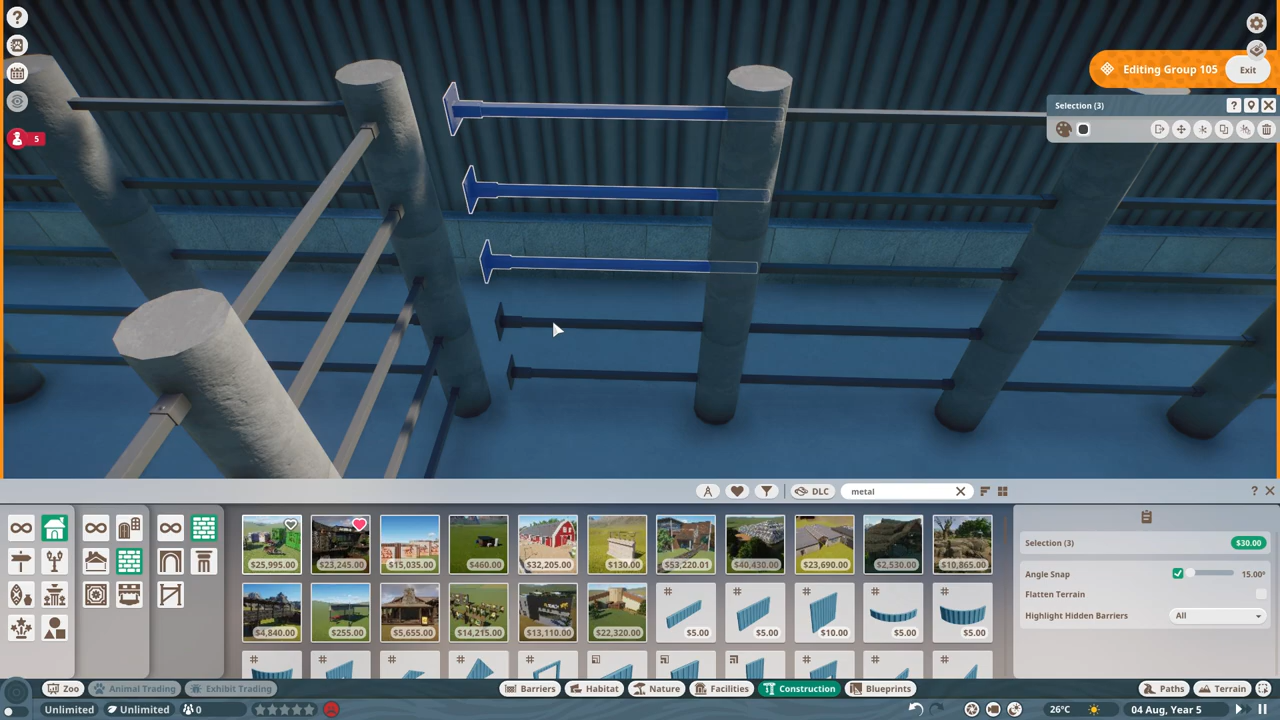 ?
Editing Group 105
Exit
Selection (3)
?
5
DLC
metal
?
$25,995.00
$23,245.00
$15,035.00
$460.00
$32,205.00
$130.00
$53,220.01
$40,430.00
$23,690.00
$2,530.00
$10,865.00
Selection (3)
$30.00
Angle Snap
15.00°
Flatten Terrain
Highlight Hidden Barriers
All
$4,840.00
$255.00
$5,655.00
$14,215.00
$13,110.00
$22,320.00
$5.00
$5.00
$10.00
$5.00
$5.00
Zoo
Animal Trading
Exhibit Trading
Barriers
Habitat
Nature
Facilities
Construction
Blueprints
Paths
Terrain
Unlimited
Unlimited
0
26°C
04 Aug, Year 5